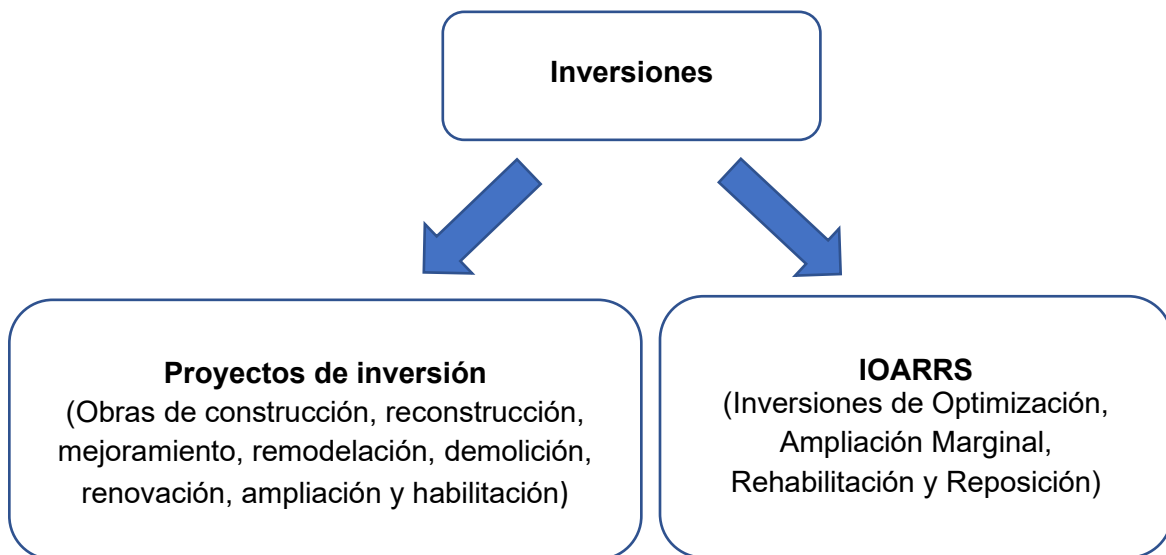 Inversiones
Proyectos de inversión
(Obras de construcción, reconstrucción,
mejoramiento, remodelación, demolición,
renovación, ampliación y habilitación)
IOARRS
(Inversiones de Optimización,
Ampliación Marginal,
Rehabilitación y Reposición)